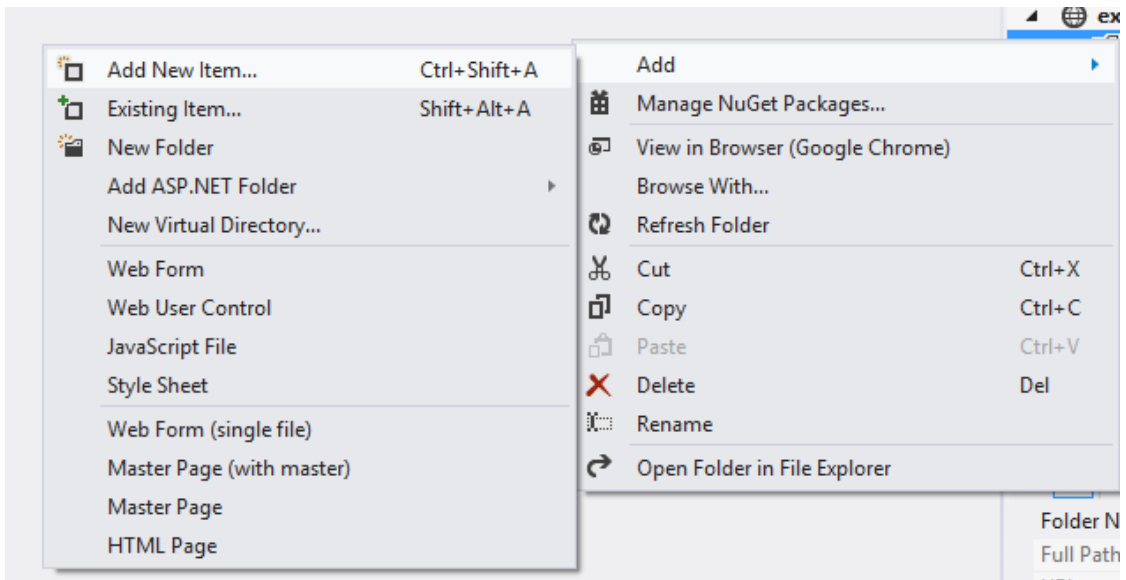 ex
Add New Item... Ctrl+Shift+A
Existing Item... Shift+Alt+A
New Folder
Add ASP.NET Folder
New Virtual Directory...
Web Form
Web User Control
JavaScript File
Style Sheet
Web Form (single file)
Master Page (with master)
Master Page
HTML Page
Add
Manage NuGet Packages...
View in Browser (Google Chrome)
Browse With...
Refresh Folder
Cut Ctrl+X
Copy Ctrl+C
Paste Ctrl+V
Delete Del
Rename
Open Folder in File Explorer
Folder N
Full Path